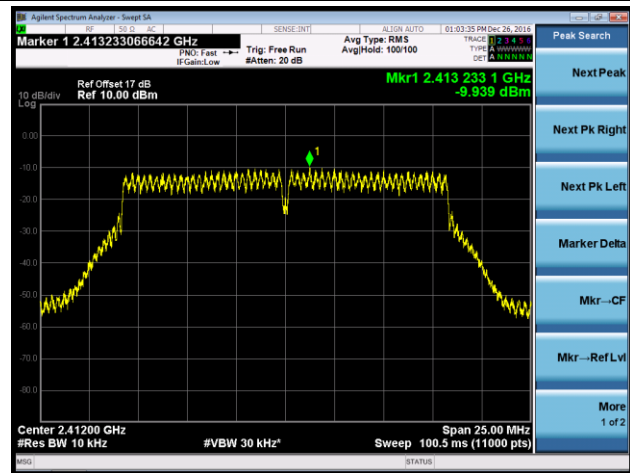 Agilent Spectrum Analyzer - Swept SA
RF 50 Ω AC SENSE:INT ALIGN AUTO 01:03:35 PM Dec 26, 2016
Marker 1 2.413233066642 GHz
PNO: Fast
IFGain:Low
Trig: Free Run
#Atten: 20 dB
Avg Type: RMS
Avg|Hold: 100/100
TRACE 1 2 3 4 5 6
TYPE A WWWWW
DET A N N N N N
Ref Offset 17 dB
10 dB/div Ref 10.00 dBm
Log
Mkr1 2.413 233 1 GHz
-9.939 dBm
1
0.00
-10.0
-20.0
-30.0
-40.0
-50.0
-60.0
-70.0
-80.0
Center 2.41200 GHz Span 25.00 MHz
#Res BW 10 kHz #VBW 30 kHz* Sweep 100.5 ms (11000 pts)
MSG STATUS
Peak Search
Next Peak
Next Pk Right
Next Pk Left
Marker Delta
Mkr→CF
Mkr→Ref Lvl
More
1 of 2